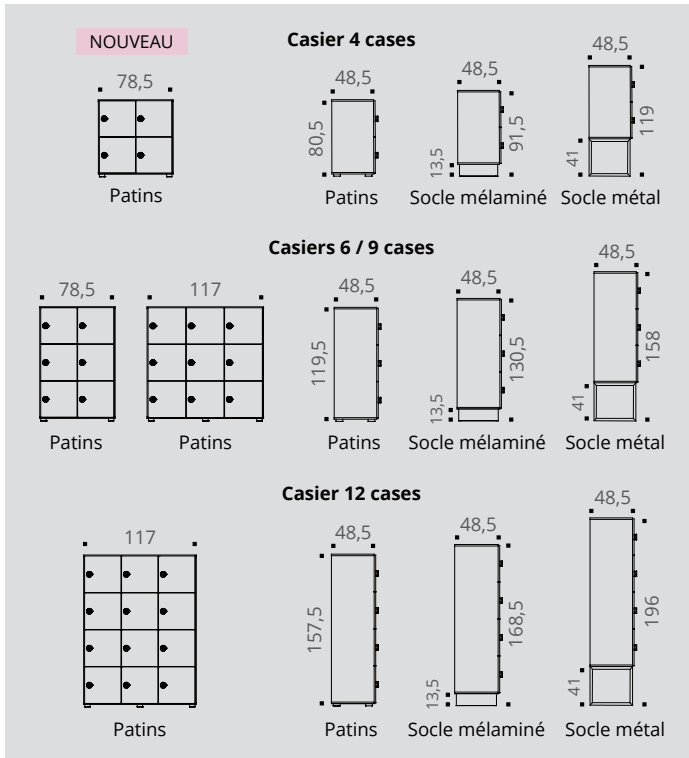 NOUVEAU
Casier 4 cases
78,5
48,5
48,5
48,5
80,5
13,5
91,5
41
119
Patins
Patins
Socle mélaminé
Socle métal
Casiers 6 / 9 cases
78,5
117
48,5
48,5
48,5
119,5
13,5
130,5
41
158
Patins
Patins
Patins
Socle mélaminé
Socle métal
Casier 12 cases
117
48,5
48,5
48,5
157,5
13,5
168,5
41
196
Patins
Patins
Socle mélaminé
Socle métal